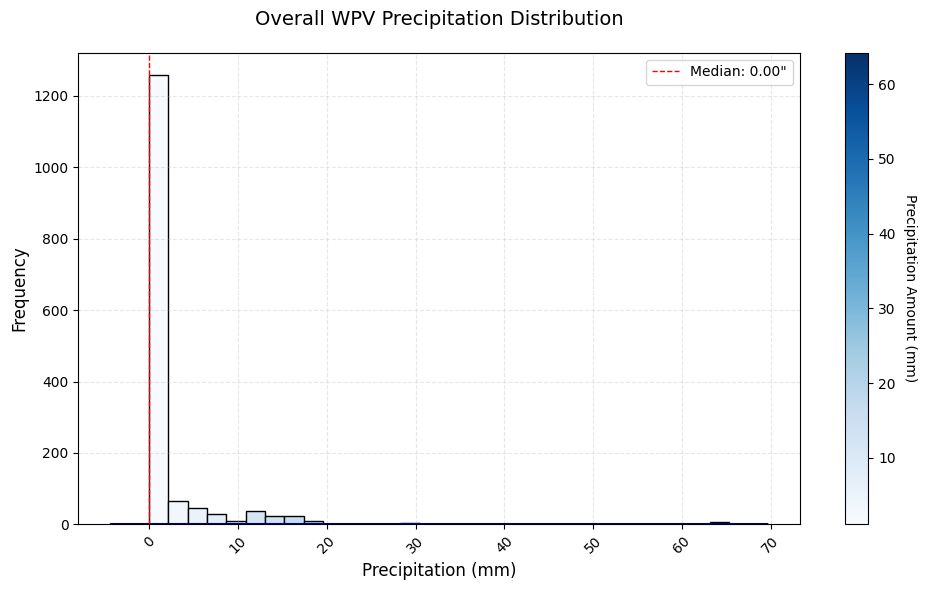 Overall WPV Precipitation Distribution
Median: 0.00"
Frequency
1200
1000
800
600
400
200
0
0 10 20 30 40 50 60 70
Precipitation (mm)
60
50
40
30
20
10
Precipitation Amount (mm)